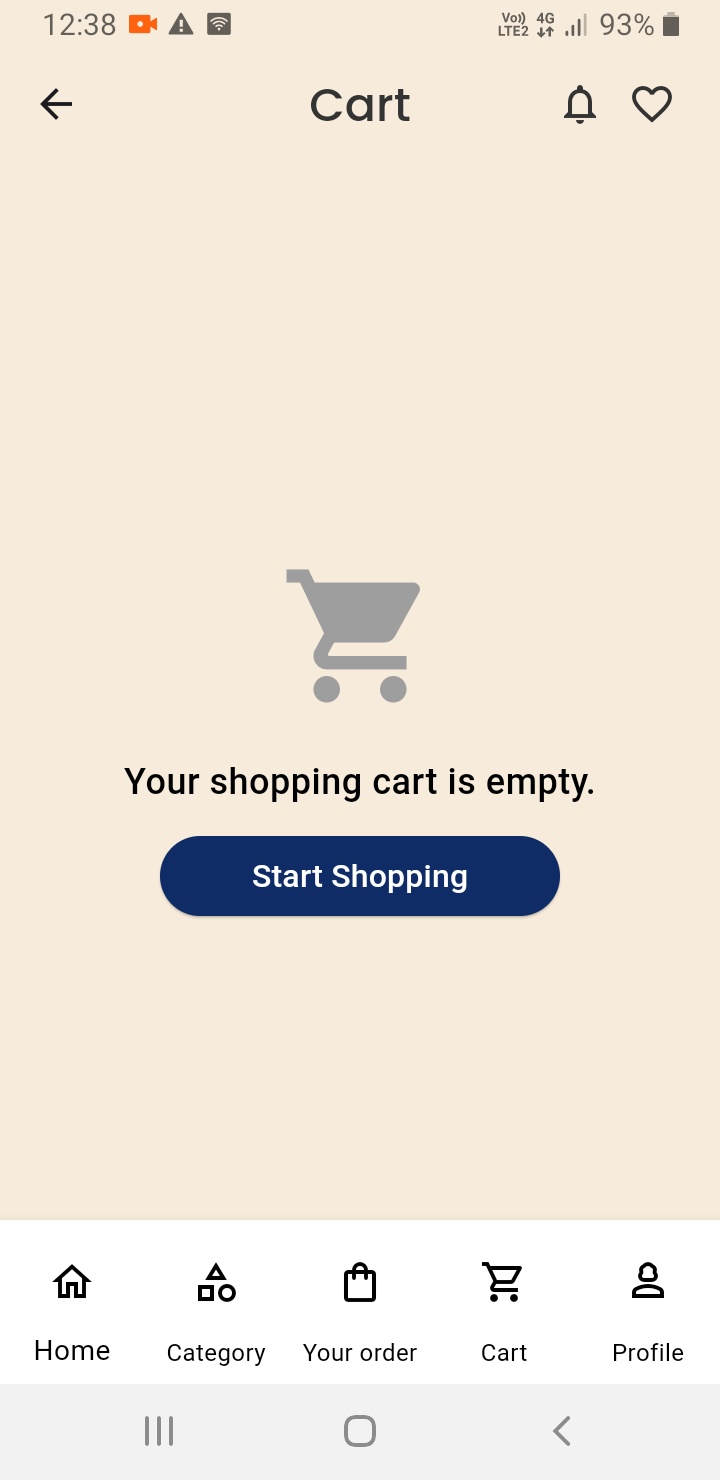 12:38
Vo)) LTE2 4G 93%
Cart
Your shopping cart is empty.
Start Shopping
Home Category Your order Cart Profile